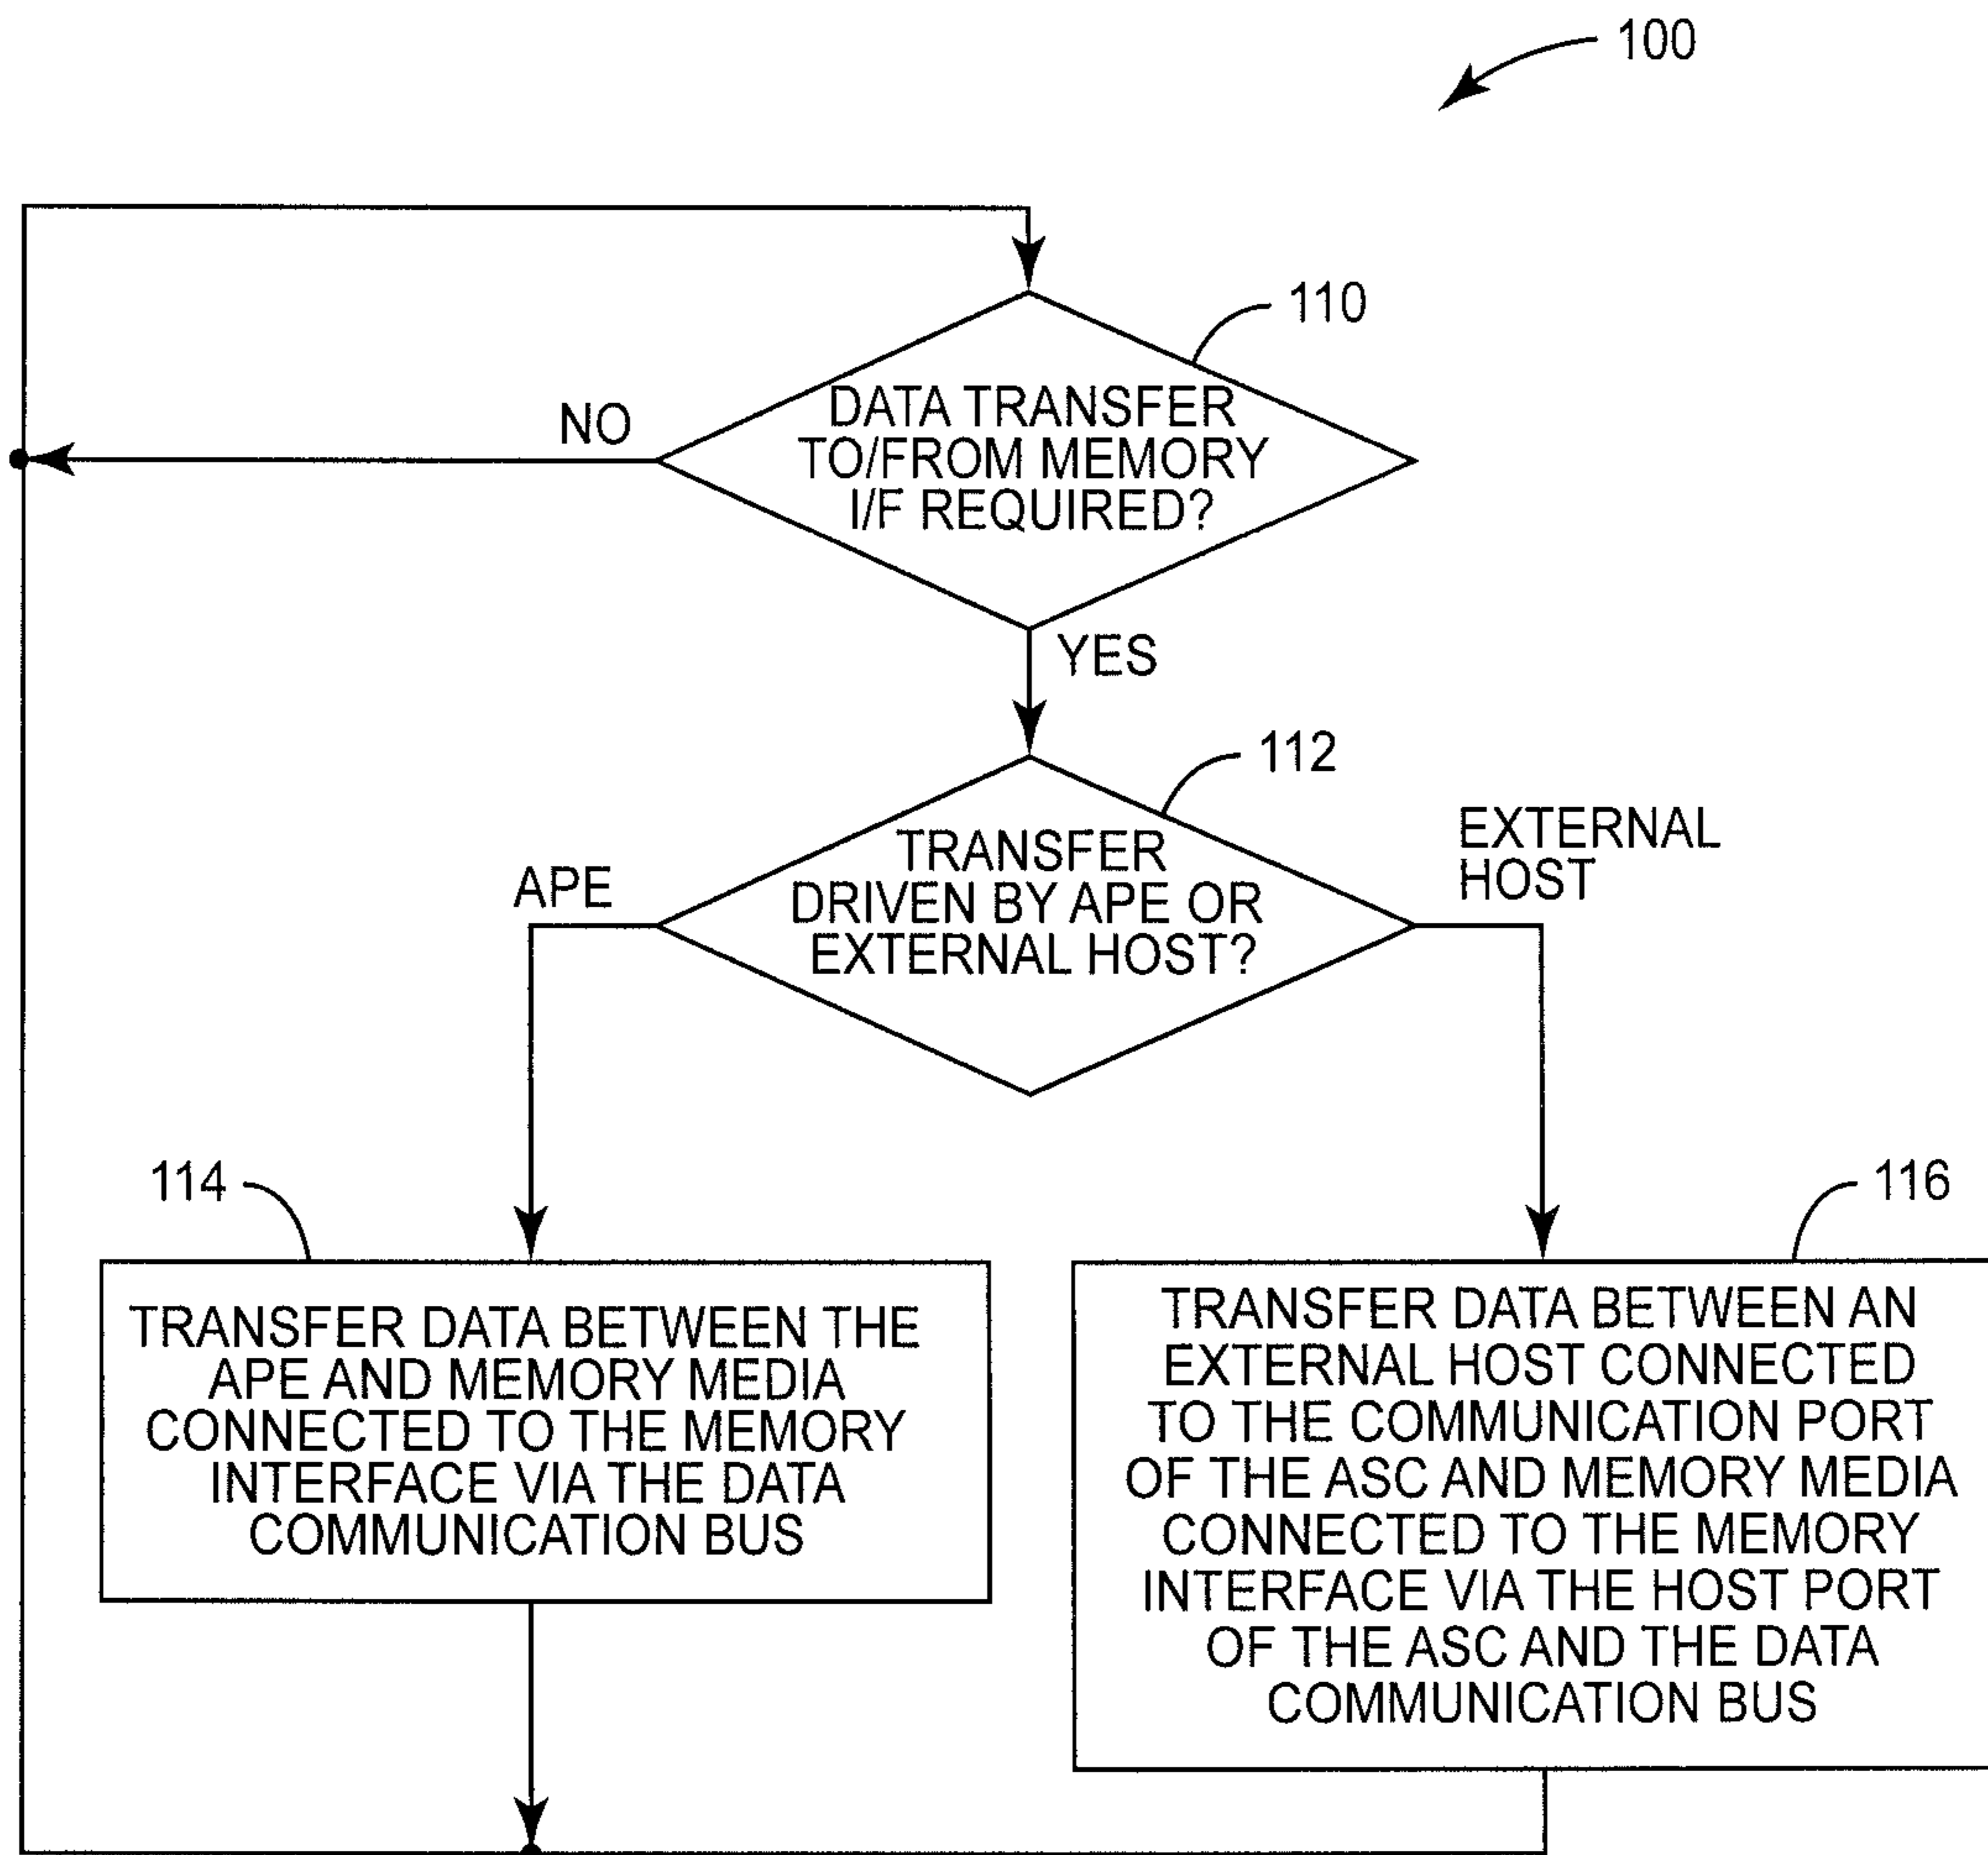 100
110
DATA TRANSFER
TO/FROM MEMORY
I/F REQUIRED?
NO
YES
112
TRANSFER
DRIVEN BY APE OR
EXTERNAL HOST?
APE
EXTERNAL
HOST
114
TRANSFER DATA BETWEEN THE
APE AND MEMORY MEDIA
CONNECTED TO THE MEMORY
INTERFACE VIA THE DATA
COMMUNICATION BUS
116
TRANSFER DATA BETWEEN AN
EXTERNAL HOST CONNECTED
TO THE COMMUNICATION PORT
OF THE ASC AND MEMORY MEDIA
CONNECTED TO THE MEMORY
INTERFACE VIA THE HOST PORT
OF THE ASC AND THE DATA
COMMUNICATION BUS